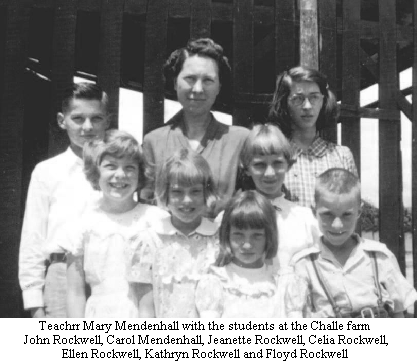 Teachrr Mary Mendenhall with the students at the Challe farm
John Rockwell, Carol Mendenhall, Jeanette Rockwell, Celia Rockwell,
Ellen Rockwell, Kathryn Rockwell and Floyd Rockwell